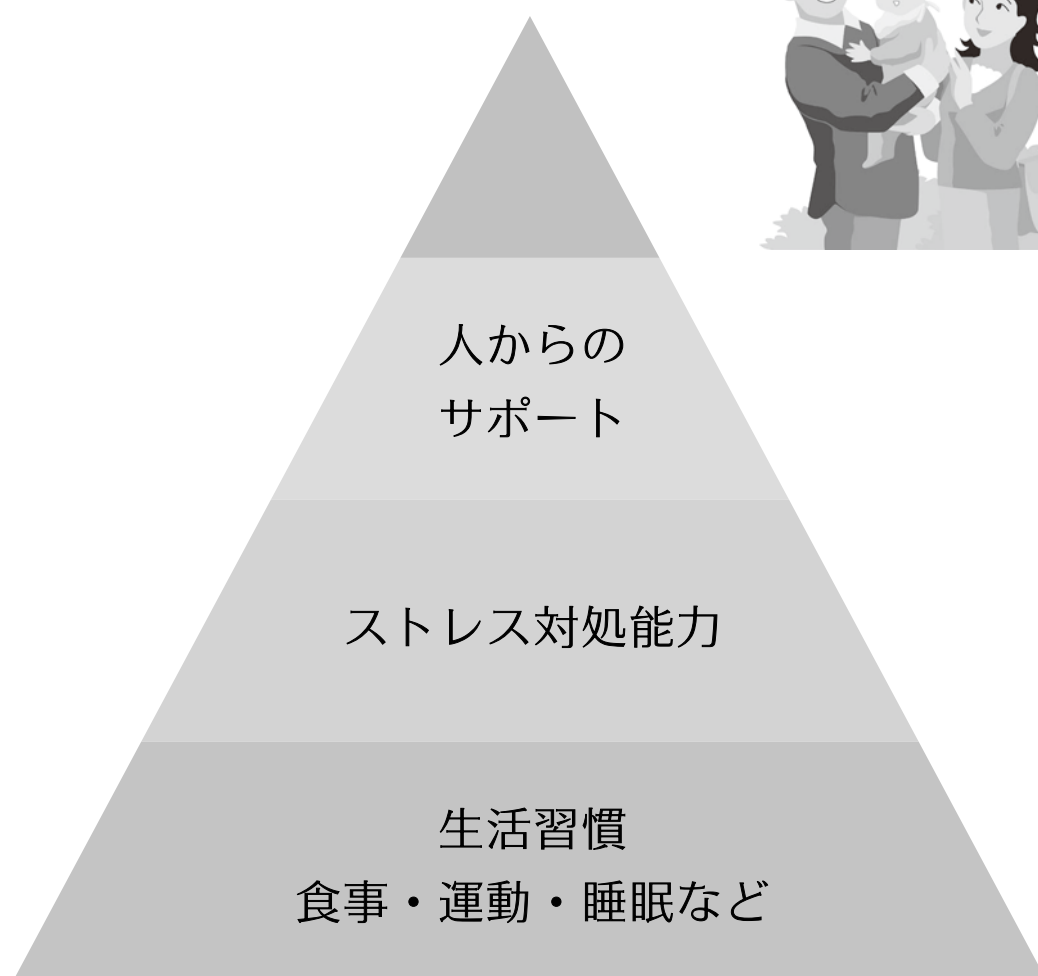 人からの
サポート
ストレス対処能力
生活習慣
食事・運動・睡眠など